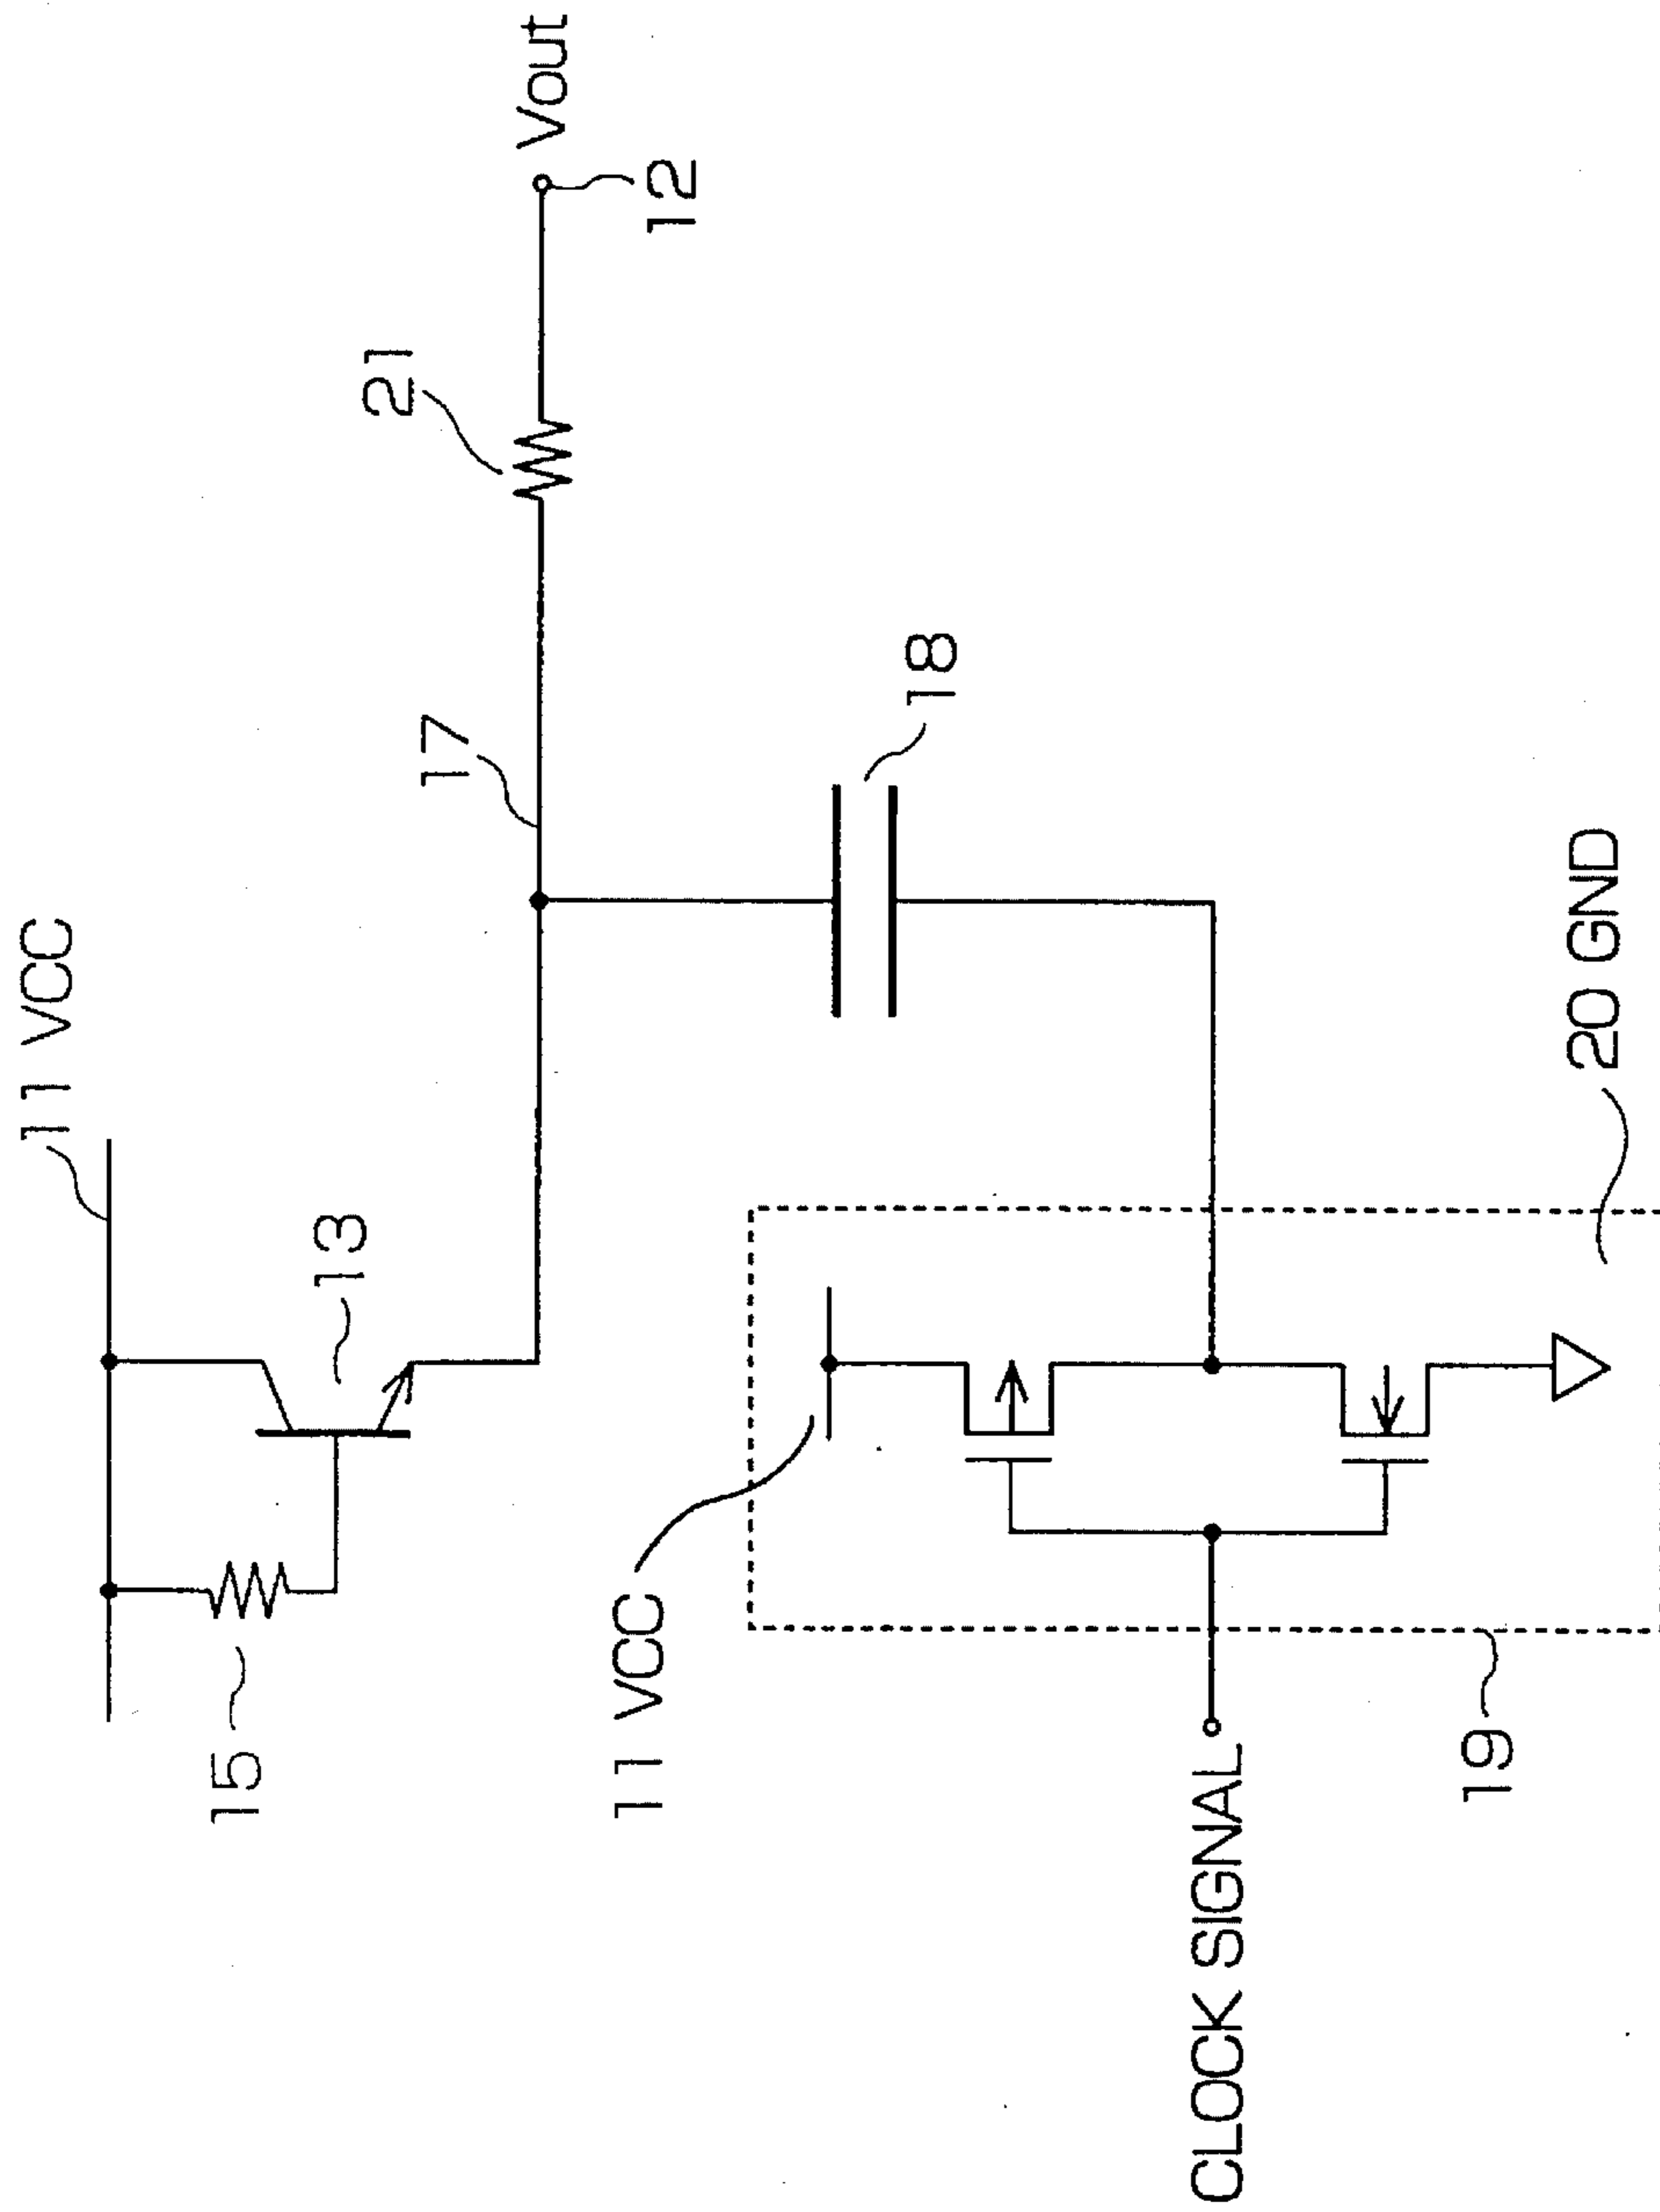 11 VCC
13
15
17
21
Vout
12
18
11 VCC
CLOCK SIGNAL
19
20 GND